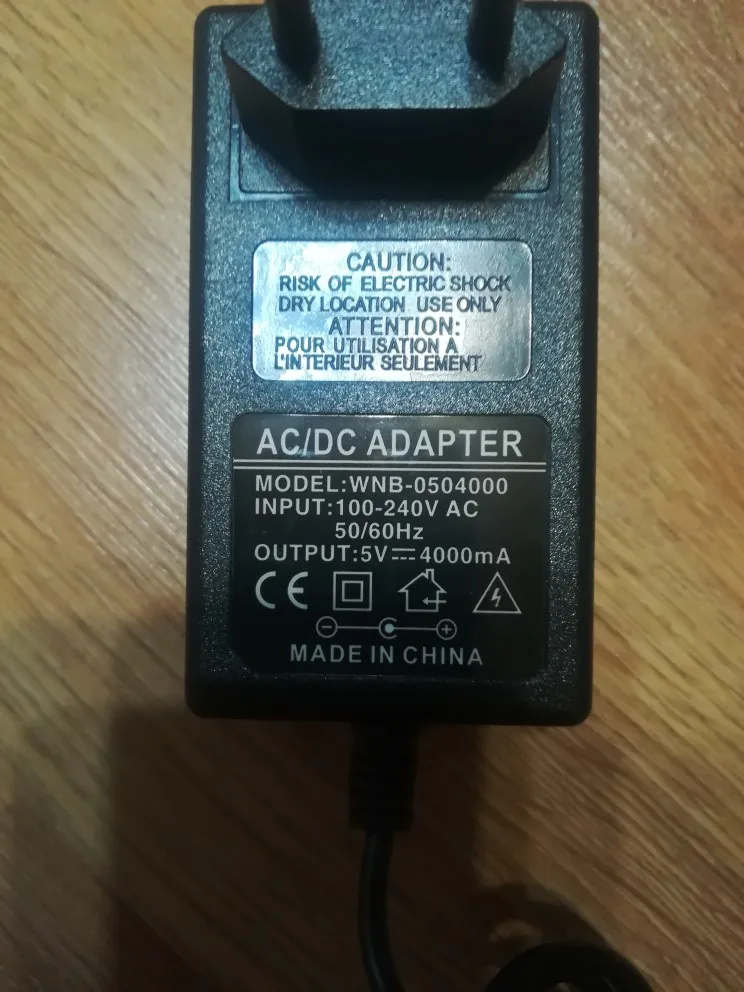 CAUTION:
RISK OF ELECTRIC SHOCK
DRY LOCATION USE ONLY
ATTENTION:
POUR UTILISATION A
L'INTERIEUR SEULEMENT
AC/DC ADAPTER
MODEL:WNB-0504000
INPUT:100-240V AC
50/60Hz
OUTPUT:5V⎓4000mA
CE
MADE IN CHINA